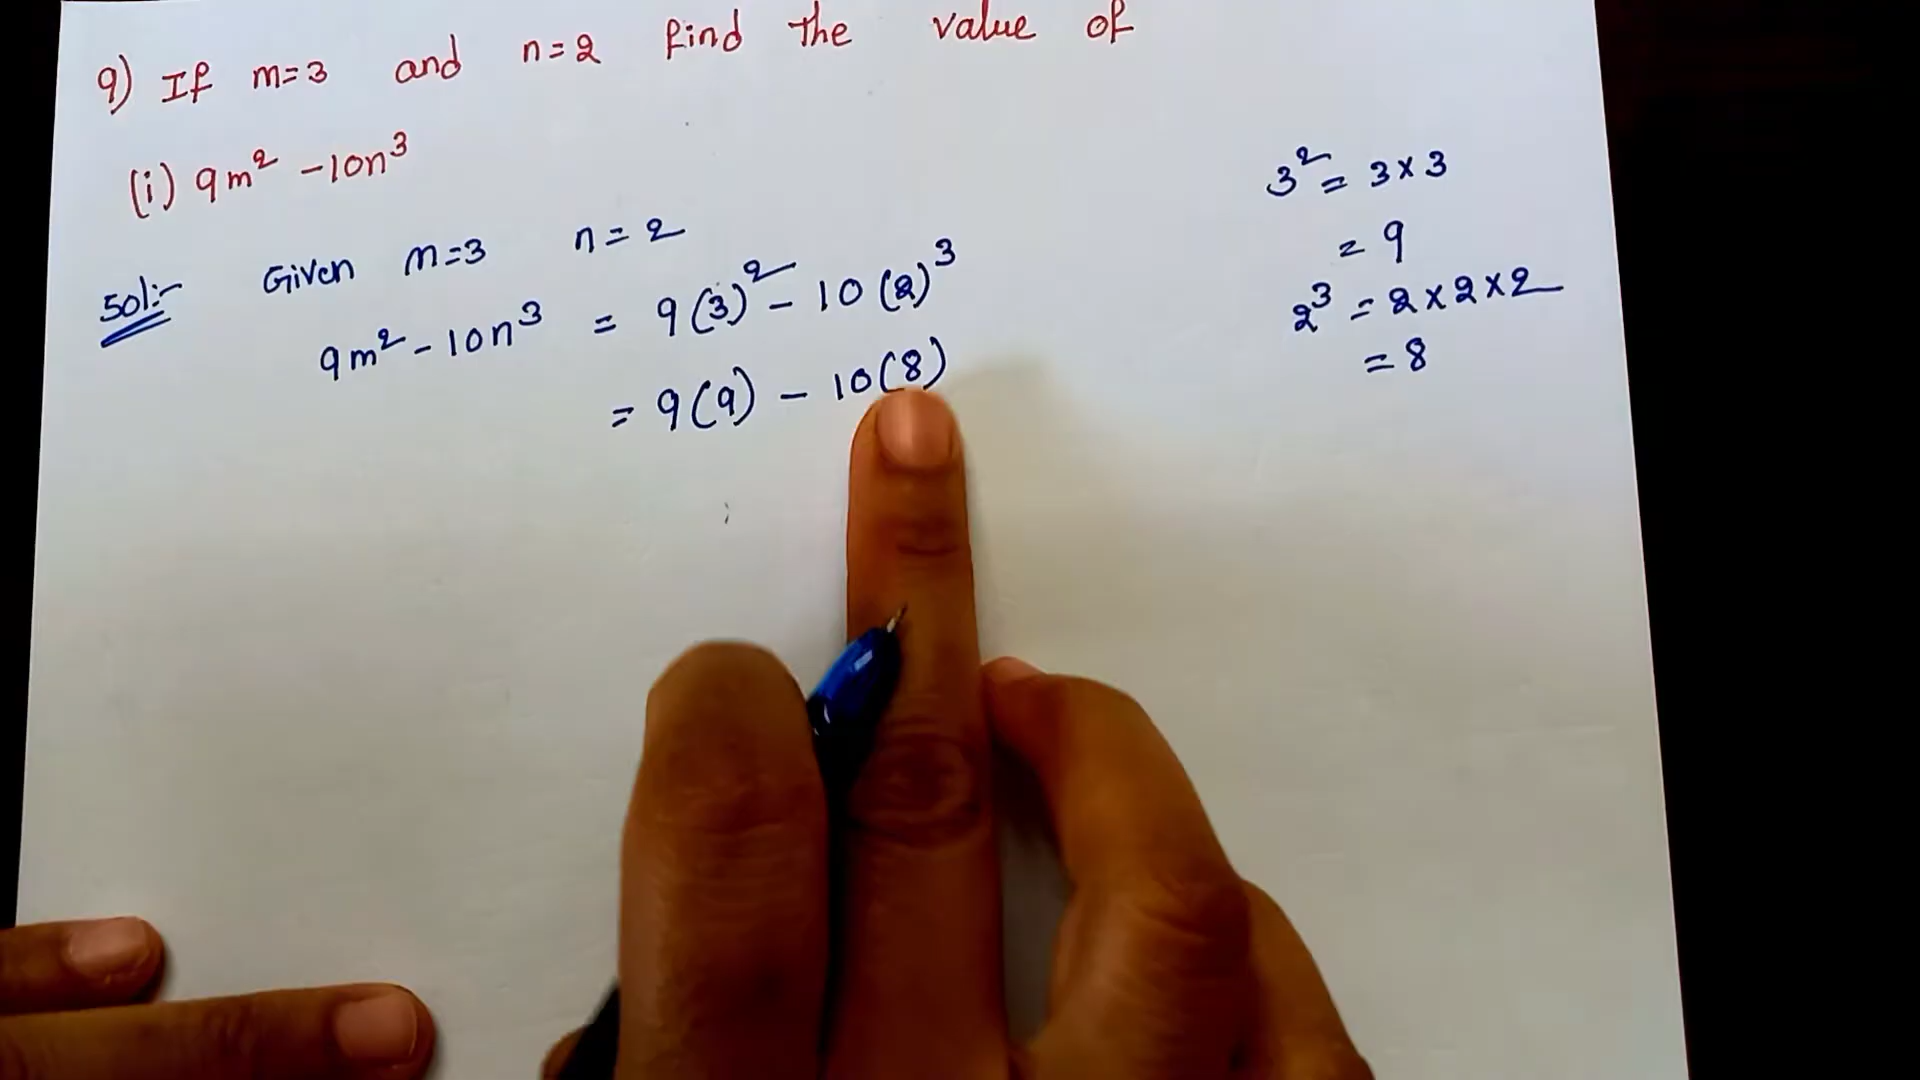 9) If m=3 and n=2 find the value of
(i) 9m² -10n³
Sol:- Given m=3 n=2
9m² - 10n³ = 9(3)² - 10(2)³
= 9(9) - 10(8)
3² = 3×3
= 9
2³ = 2×2×2
= 8